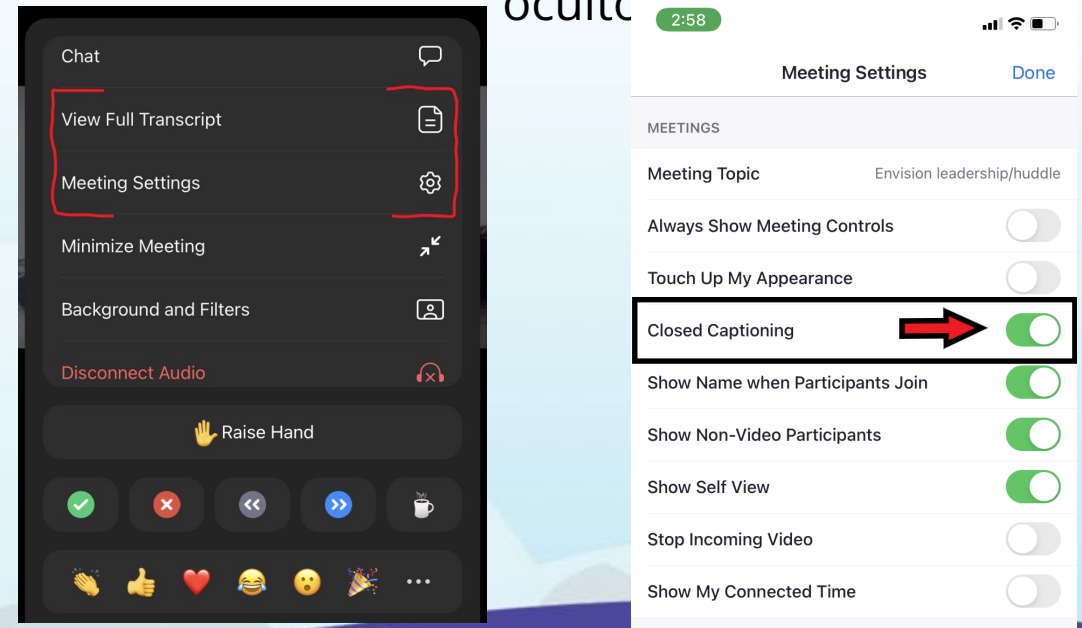 Chat
View Full Transcript
Meeting Settings
Minimize Meeting
Background and Filters
Disconnect Audio
Raise Hand
2:58
Meeting Settings
Done
MEETINGS
Meeting Topic Envision leadership/huddle
Always Show Meeting Controls
Touch Up My Appearance
Closed Captioning
Show Name when Participants Join
Show Non-Video Participants
Show Self View
Stop Incoming Video
Show My Connected Time